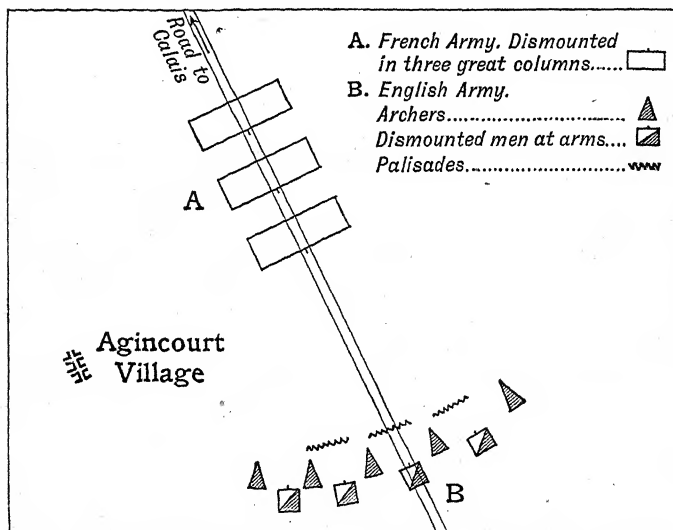 Road to
Calais
A. French Army. Dismounted
in three great columns......
B. English Army.
Archers..............................
Dismounted men at arms....
Palisades..........................
A
Agincourt
Village
B